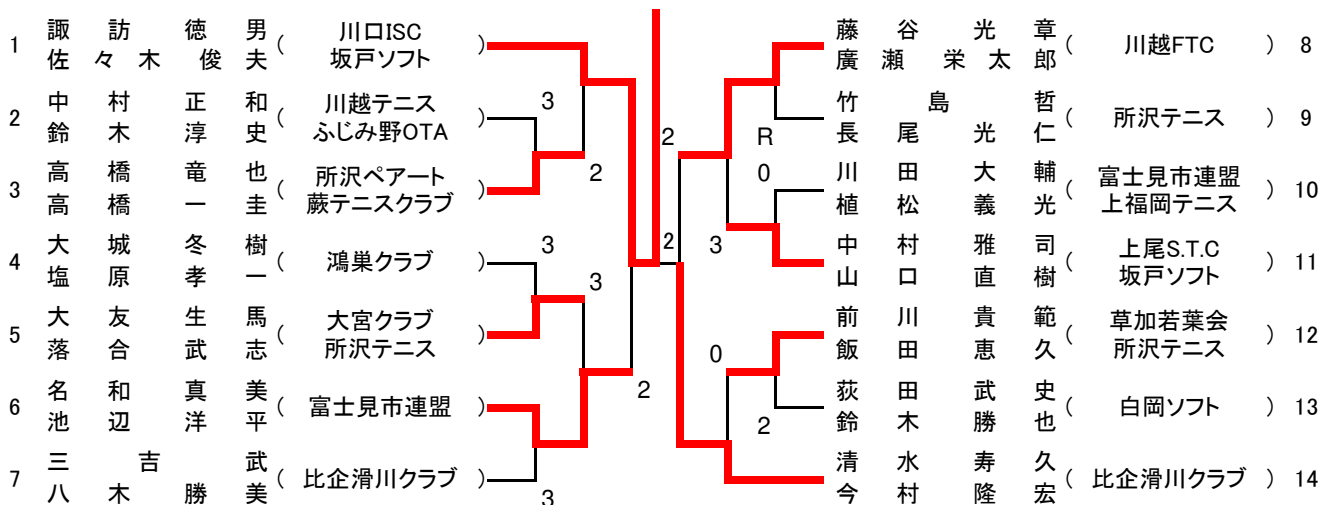 1 諏訪徳男 佐々木俊夫 ( 川口ISC 坂戸ソフト )
2 中村正和 鈴木淳史 ( 川越テニス ふじみ野OTA )
3 高橋竜也 高橋一圭 ( 所沢ペアート 蕨テニスクラブ )
4 大城冬樹 塩原孝一 ( 鴻巣クラブ )
5 大友生馬 落合武志 ( 大宮クラブ 所沢テニス )
6 名和真美 池辺洋平 ( 富士見市連盟 )
7 三吉武 八木勝美 ( 比企滑川クラブ )
3
2
3
3
2
3
2
2
R
0
3
0
2
藤谷光章 廣瀬栄太郎 ( 川越FTC ) 8
竹島哲 長尾光仁 ( 所沢テニス ) 9
川田大輔 植松義光 ( 富士見市連盟 上福岡テニス ) 10
中村雅司 山口直樹 ( 上尾S.T.C 坂戸ソフト ) 11
前川貴範 飯田恵久 ( 草加若葉会 所沢テニス ) 12
荻田武史 鈴木勝也 ( 白岡ソフト ) 13
清水寿久 今村隆宏 ( 比企滑川クラブ ) 14